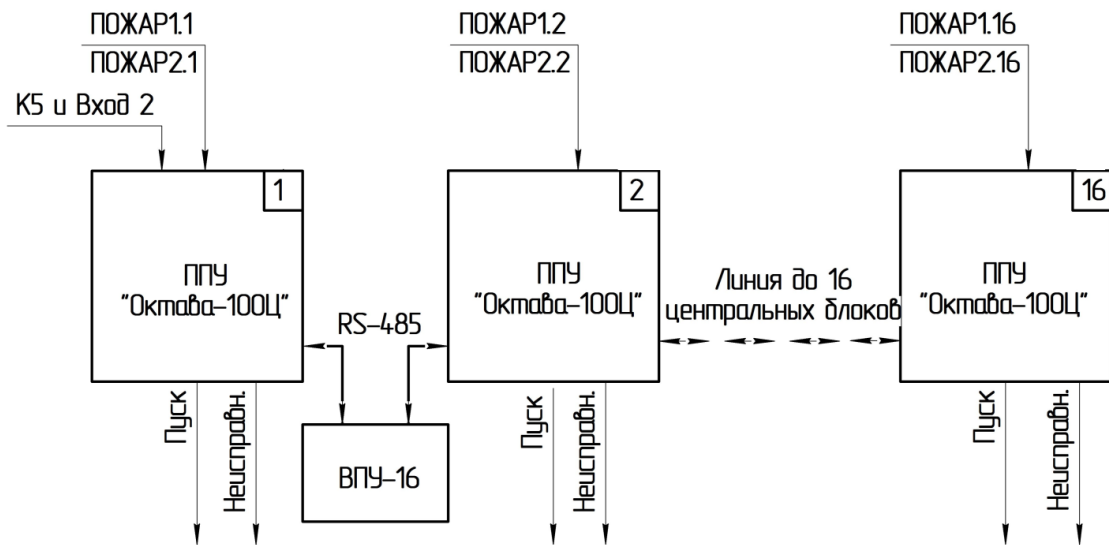 ПОЖАР1.1
ПОЖАР2.1
К5 и Вход 2
ПОЖАР1.2
ПОЖАР2.2
ПОЖАР1.16
ПОЖАР2.16
1
ППУ
"Октава-100Ц"
2
ППУ
"Октава-100Ц"
16
ППУ
"Октава-100Ц"
RS-485
Линия до 16
центральных блоков
ВПУ-16
Пуск
Неисправн.
Пуск
Неисправн.
Пуск
Неисправн.